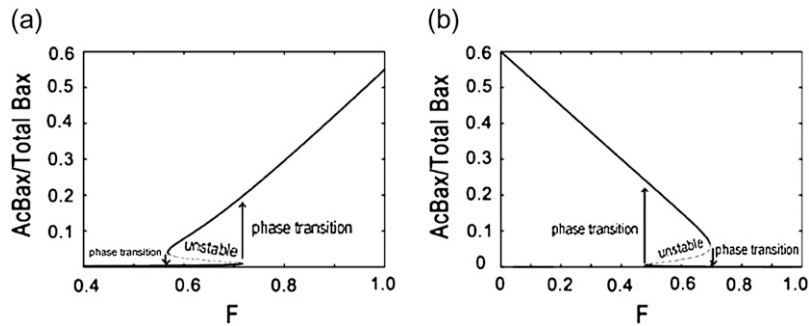 (a)
AcBax/Total Bax
0.6
0.5
0.4
0.3
0.2
0.1
phase transition
unstable
phase transition
0.4
0.6
0.8
1.0
F
(b)
AcBax/Total Bax
0.6
0.5
0.4
0.3
0.2
0.1
0
phase transition
unstable
phase transition
0
0.2
0.4
0.6
0.8
1.0
F